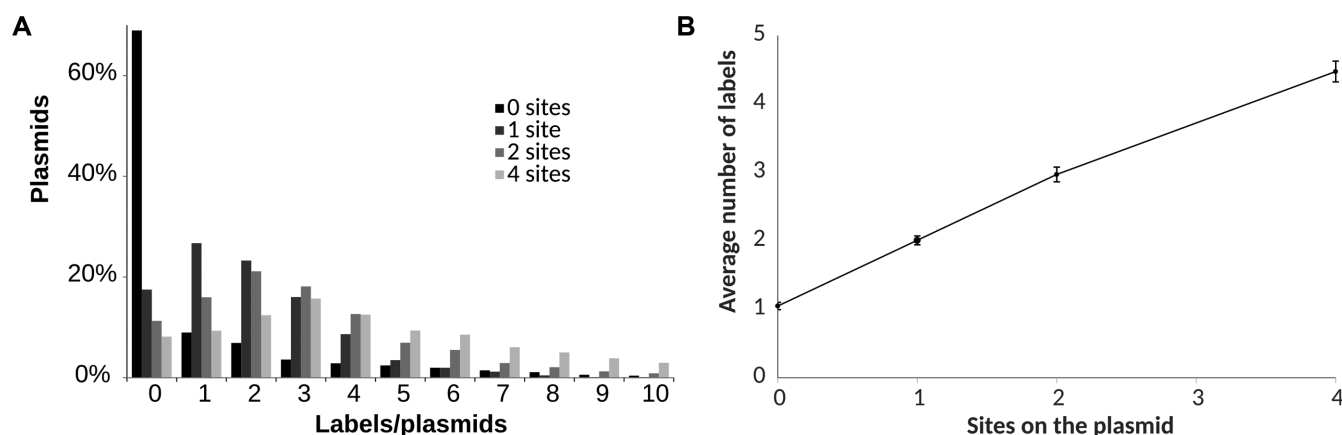 A
60%
40%
20%
0%
Plasmids
0 sites
1 site
2 sites
4 sites
0 1 2 3 4 5 6 7 8 9 10
Labels/plasmids
B
5
4
3
2
1
0
Average number of labels
0 1 2 3 4
Sites on the plasmid